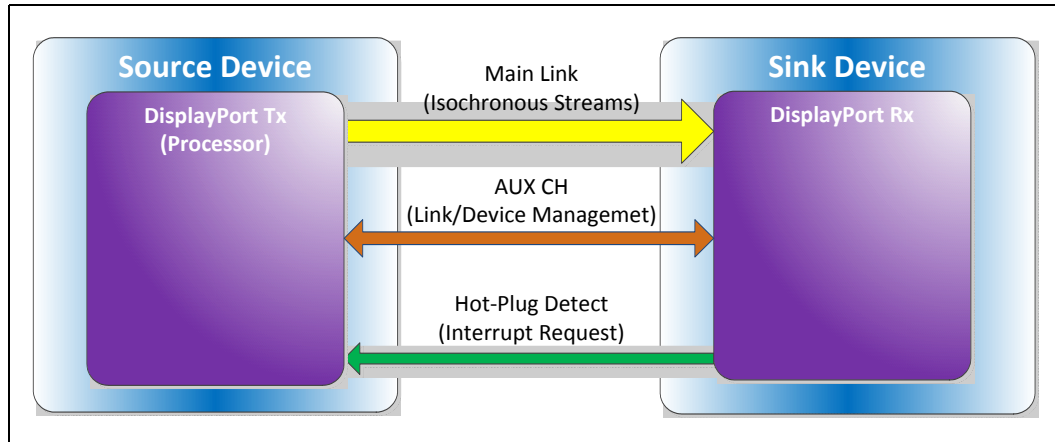 Source Device
DisplayPort Tx
(Processor)
Main Link
(Isochronous Streams)
AUX CH
(Link/Device Managemet)
Hot-Plug Detect
(Interrupt Request)
Sink Device
DisplayPort Rx